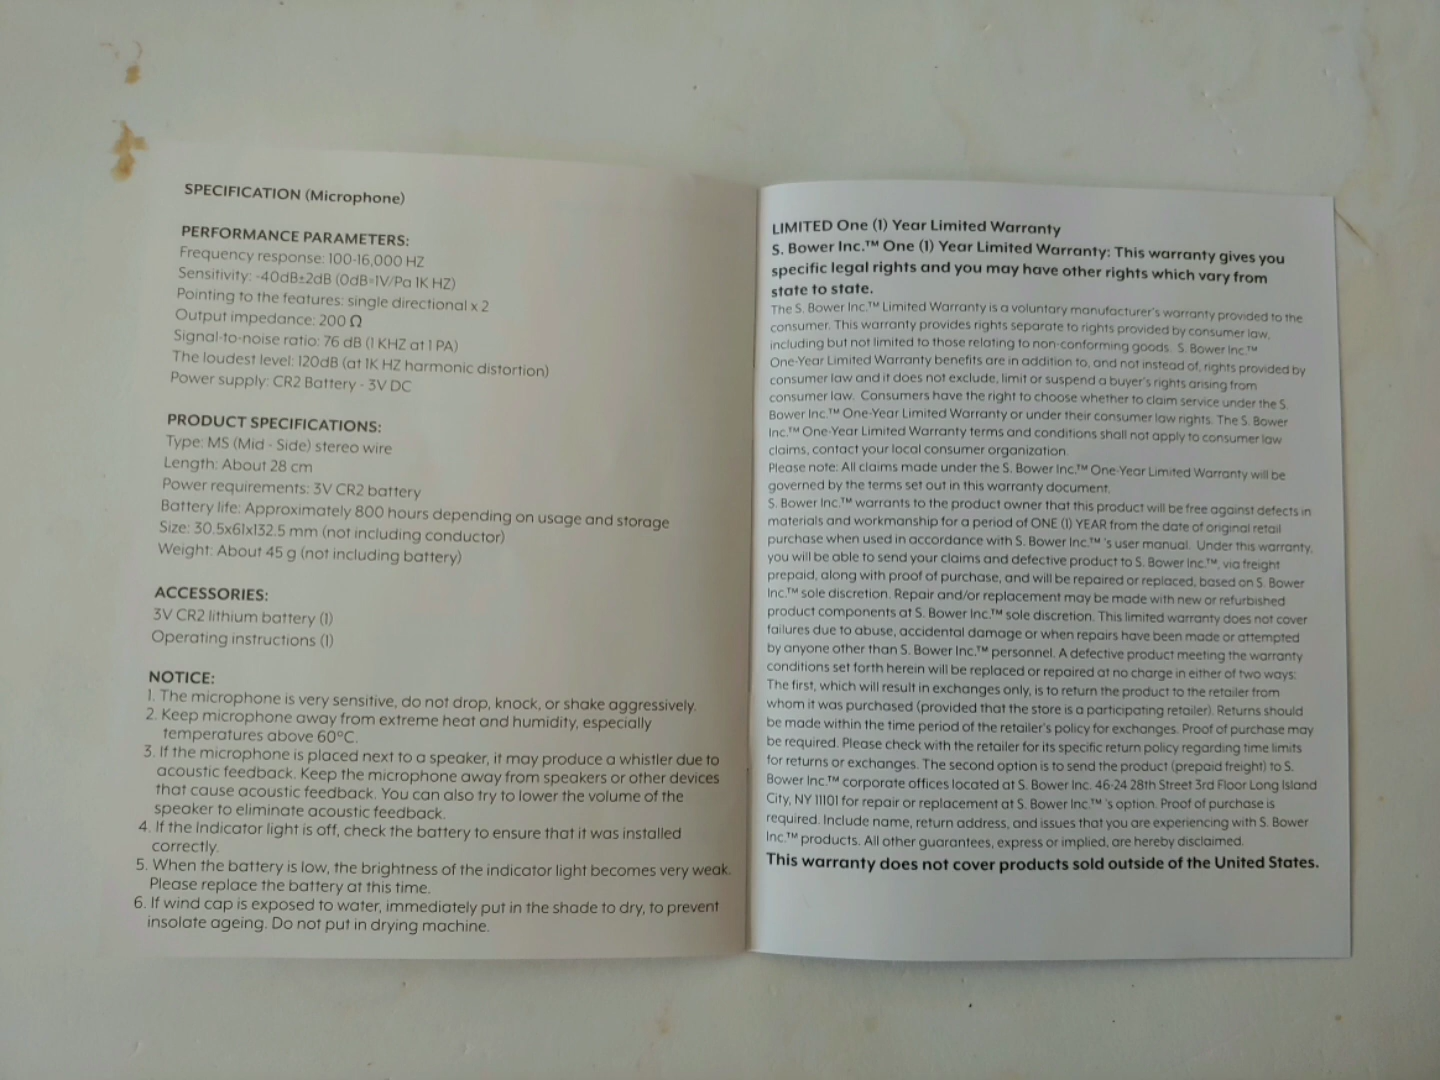 SPECIFICATION (Microphone)
PERFORMANCE PARAMETERS:
Frequency response: 100-16,000 HZ
Sensitivity: -40dB±2dB (0dB=1V/Pa 1K HZ)
Pointing to the features: single directional x 2
Output impedance: 200 Ω
Signal-to-noise ratio: 76 dB (1 KHZ at 1 PA)
The loudest level: 120dB (at 1K HZ harmonic distortion)
Power supply: CR2 Battery - 3V DC
PRODUCT SPECIFICATIONS:
Type: MS (Mid - Side) stereo wire
Length: About 28 cm
Power requirements: 3V CR2 battery
Battery life: Approximately 800 hours depending on usage and storage
Size: 30.5x61x132.5 mm (not including conductor)
Weight: About 45 g (not including battery)
ACCESSORIES:
3V CR2 lithium battery (1)
Operating instructions (1)
NOTICE:
1. The microphone is very sensitive, do not drop, knock, or shake aggressively.
2. Keep microphone away from extreme heat and humidity, especially
temperatures above 60°C.
3. If the microphone is placed next to a speaker, it may produce a whistler due to
acoustic feedback. Keep the microphone away from speakers or other devices
that cause acoustic feedback. You can also try to lower the volume of the
speaker to eliminate acoustic feedback.
4. If the Indicator light is off, check the battery to ensure that it was installed
correctly.
5. When the battery is low, the brightness of the indicator light becomes very weak.
Please replace the battery at this time.
6. If wind cap is exposed to water, immediately put in the shade to dry, to prevent
insolate ageing. Do not put in drying machine.
LIMITED One (1) Year Limited Warranty
S. Bower Inc.™ One (1) Year Limited Warranty: This warranty gives you
specific legal rights and you may have other rights which vary from
state to state.
The S. Bower Inc.™ Limited Warranty is a voluntary manufacturer's warranty provided to the
consumer. This warranty provides rights separate to rights provided by consumer law,
including but not limited to those relating to non-conforming goods. S. Bower Inc.™
One-Year Limited Warranty benefits are in addition to, and not instead of, rights provided by
consumer law and it does not exclude, limit or suspend a buyer's rights arising from
consumer law. Consumers have the right to choose whether to claim service under the S.
Bower Inc.™ One-Year Limited Warranty or under their consumer law rights. The S. Bower
Inc.™ One-Year Limited Warranty terms and conditions shall not apply to consumer law
claims, contact your local consumer organization.
Please note: All claims made under the S. Bower Inc.™ One-Year Limited Warranty will be
governed by the terms set out in this warranty document.
S. Bower Inc.™ warrants to the product owner that this product will be free against defects in
materials and workmanship for a period of ONE (1) YEAR from the date of original retail
purchase when used in accordance with S. Bower Inc.™ 's user manual. Under this warranty,
you will be able to send your claims and defective product to S. Bower Inc.™, via freight
prepaid, along with proof of purchase, and will be repaired or replaced, based on S. Bower
Inc.™ sole discretion. Repair and/or replacement may be made with new or refurbished
product components at S. Bower Inc.™ sole discretion. This limited warranty does not cover
failures due to abuse, accidental damage or when repairs have been made or attempted
by anyone other than S. Bower Inc.™ personnel. A defective product meeting the warranty
conditions set forth herein will be replaced or repaired at no charge in either of two ways:
The first, which will result in exchanges only, is to return the product to the retailer from
whom it was purchased (provided that the store is a participating retailer). Returns should
be made within the time period of the retailer's policy for exchanges. Proof of purchase may
be required. Please check with the retailer for its specific return policy regarding time limits
for returns or exchanges. The second option is to send the product (prepaid freight) to S.
Bower Inc.™ corporate offices located at S. Bower Inc. 46-24 28th Street 3rd Floor Long Island
City, NY 11101 for repair or replacement at S. Bower Inc.™ 's option. Proof of purchase is
required. Include name, return address, and issues that you are experiencing with S. Bower
Inc.™ products. All other guarantees, express or implied, are hereby disclaimed.
This warranty does not cover products sold outside of the United States.